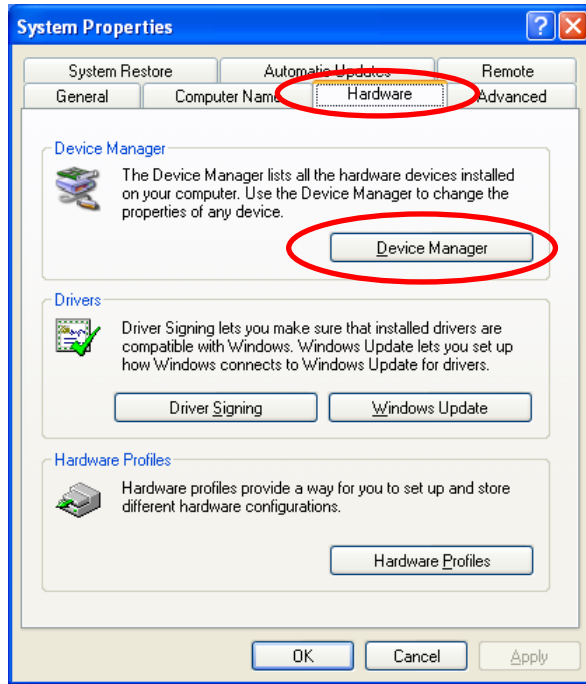 System Properties
System Restore Automatic Updates Remote
General Computer Name Hardware Advanced
Device Manager
The Device Manager lists all the hardware devices installed
on your computer. Use the Device Manager to change the
properties of any device.
Device Manager
Drivers
Driver Signing lets you make sure that installed drivers are
compatible with Windows. Windows Update lets you set up
how Windows connects to Windows Update for drivers.
Driver Signing Windows Update
Hardware Profiles
Hardware profiles provide a way for you to set up and store
different hardware configurations.
Hardware Profiles
OK Cancel Apply